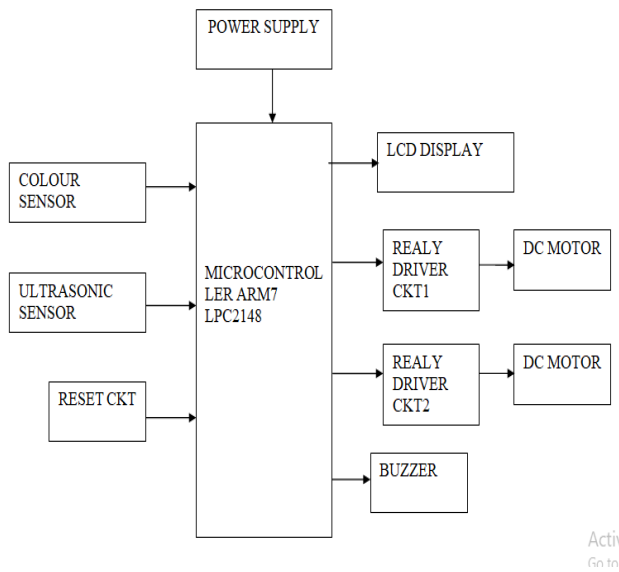 POWER SUPPLY
LCD DISPLAY
COLOUR
SENSOR
REALY
DRIVER
CKT1
DC MOTOR
MICROCONTROL
LER ARM7
LPC2148
ULTRASONIC
SENSOR
REALY
DRIVER
CKT2
DC MOTOR
RESET CKT
BUZZER
Activ
Go to